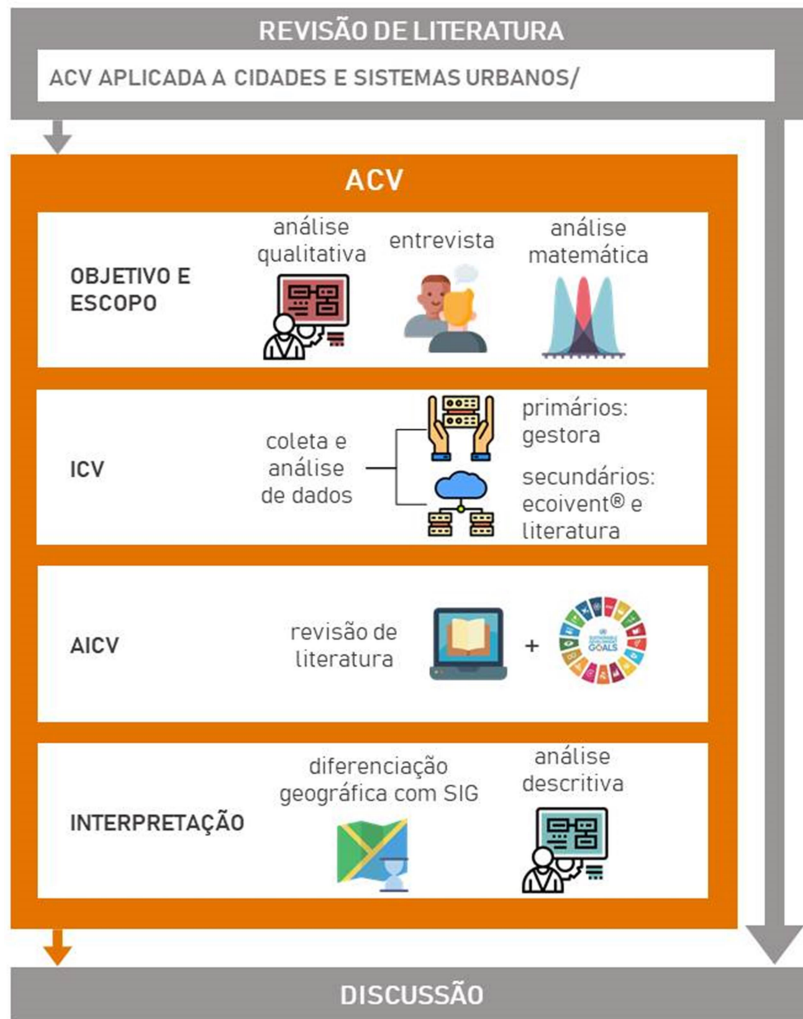 REVISÃO DE LITERATURA
ACV APLICADA A CIDADES E SISTEMAS URBANOS/
ACV
OBJETIVO E
ESCOPO
análise
qualitativa
entrevista
análise
matemática
ICV
coleta e
análise
de dados
primários:
gestora
secundários:
ecoivent® e
literatura
AICV
revisão de
literatura
+
SUSTAINABLE
DEVELOPMENT
GOALS
INTERPRETAÇÃO
diferenciação
geográfica com SIG
análise
descritiva
DISCUSSÃO